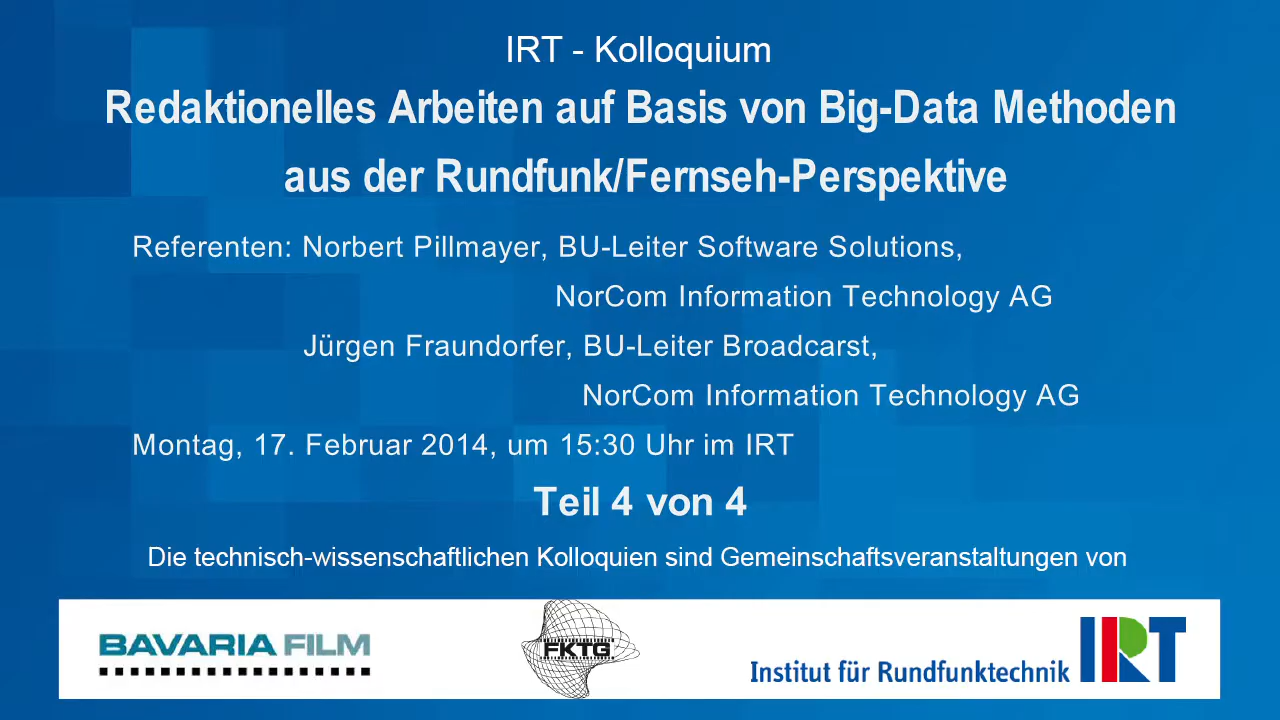 IRT - Kolloquium
Redaktionelles Arbeiten auf Basis von Big-Data Methoden
aus der Rundfunk/Fernseh-Perspektive
Referenten: Norbert Pillmayer, BU-Leiter Software Solutions,
NorCom Information Technology AG
Jürgen Fraundorfer, BU-Leiter Broadcarst,
NorCom Information Technology AG
Montag, 17. Februar 2014, um 15:30 Uhr im IRT
Teil 4 von 4
Die technisch-wissenschaftlichen Kolloquien sind Gemeinschaftsveranstaltungen von
BAVARIA FILM
FKTG
Institut für Rundfunktechnik IRT